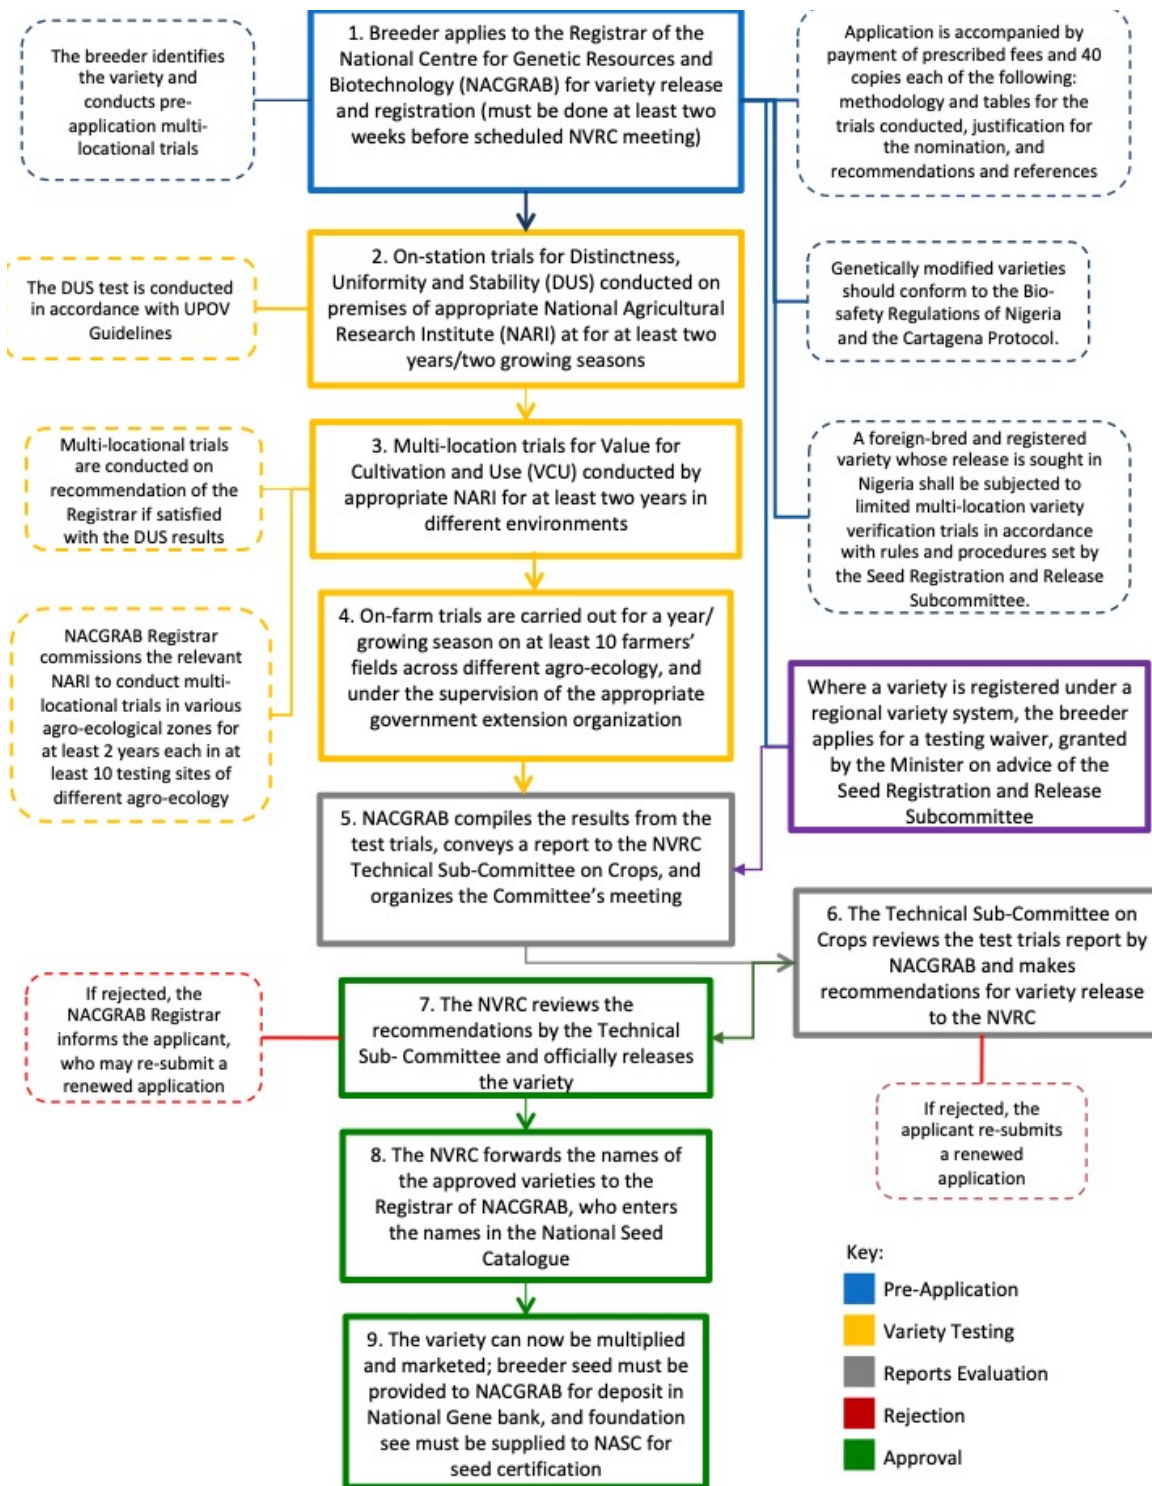 The breeder identifies
the variety and
conducts pre-
application multi-
locational trials
1. Breeder applies to the Registrar of the
National Centre for Genetic Resources and
Biotechnology (NACGRAB) for variety release
and registration (must be done at least two
weeks before scheduled NVRC meeting)
Application is accompanied by
payment of prescribed fees and 40
copies each of the following:
methodology and tables for the
trials conducted, justification for
the nomination, and
recommendations and references
The DUS test is conducted
in accordance with UPOV
Guidelines
2. On-station trials for Distinctness,
Uniformity and Stability (DUS) conducted on
premises of appropriate National Agricultural
Research Institute (NARI) at for at least two
years/two growing seasons
Genetically modified varieties
should conform to the Bio-
safety Regulations of Nigeria
and the Cartagena Protocol.
Multi-locational trials
are conducted on
recommendation of the
Registrar if satisfied
with the DUS results
3. Multi-location trials for Value for
Cultivation and Use (VCU) conducted by
appropriate NARI for at least two years in
different environments
A foreign-bred and registered
variety whose release is sought in
Nigeria shall be subjected to
limited multi-location variety
verification trials in accordance
with rules and procedures set by
the Seed Registration and Release
Subcommittee.
NACGRAB Registrar
commissions the relevant
NARI to conduct multi-
locational trials in various
agro-ecological zones for
at least 2 years each in at
least 10 testing sites of
different agro-ecology
4. On-farm trials are carried out for a year/
growing season on at least 10 farmers'
fields across different agro-ecology, and
under the supervision of the appropriate
government extension organization
Where a variety is registered under a
regional variety system, the breeder
applies for a testing waiver, granted
by the Minister on advice of the
Seed Registration and Release
Subcommittee
5. NACGRAB compiles the results from the
test trials, conveys a report to the NVRC
Technical Sub-Committee on Crops, and
organizes the Committee's meeting
6. The Technical Sub-Committee on
Crops reviews the test trials report by
NACGRAB and makes
recommendations for variety release
to the NVRC
If rejected, the
NACGRAB Registrar
informs the applicant,
who may re-submit a
renewed application
7. The NVRC reviews the
recommendations by the Technical
Sub- Committee and officially releases
the variety
If rejected, the
applicant re-submits
a renewed
application
8. The NVRC forwards the names of
the approved varieties to the
Registrar of NACGRAB, who enters
the names in the National Seed
Catalogue
9. The variety can now be multiplied
and marketed; breeder seed must be
provided to NACGRAB for deposit in
National Gene bank, and foundation
see must be supplied to NASC for
seed certification
Key:
Pre-Application
Variety Testing
Reports Evaluation
Rejection
Approval